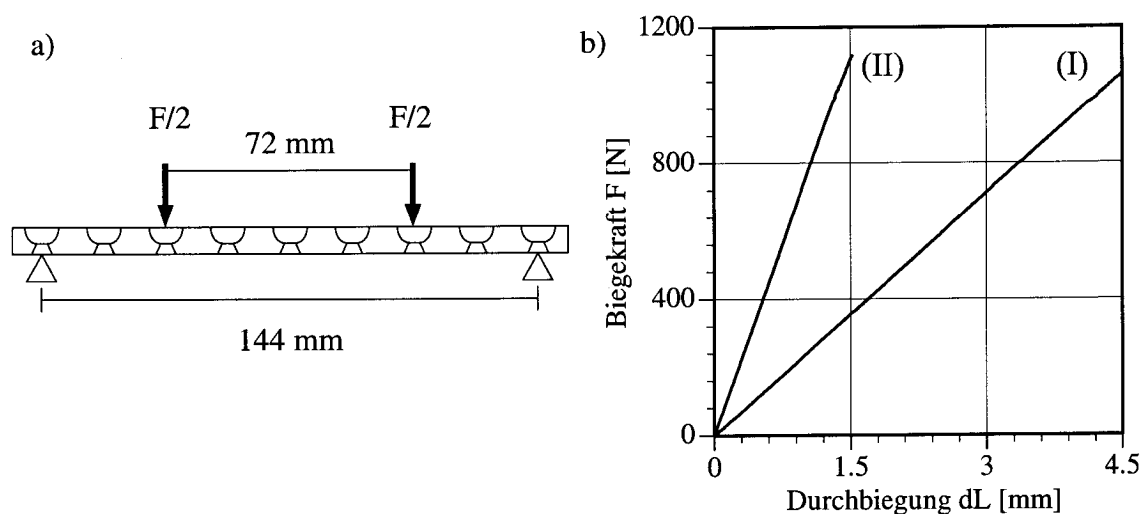 a)
F/2 F/2
72 mm
144 mm
b)
1200
800
400
0
Biegekraft F [N]
(II) (I)
0 1.5 3 4.5
Durchbiegung dL [mm]